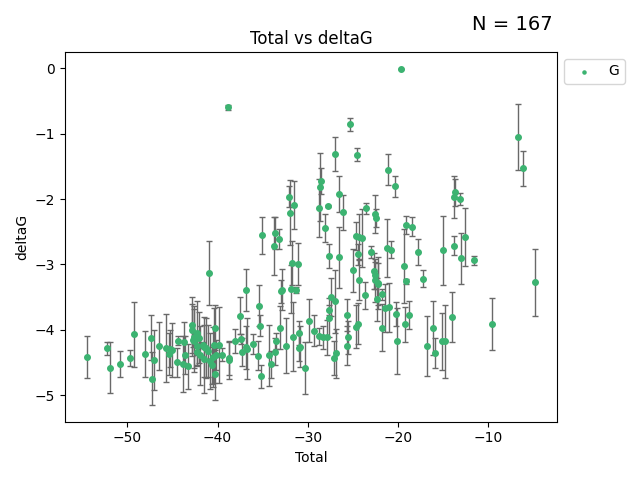 N = 167
Total vs deltaG
G
deltaG
0
−1
−2
−3
−4
−5
−50 −40 −30 −20 −10
Total